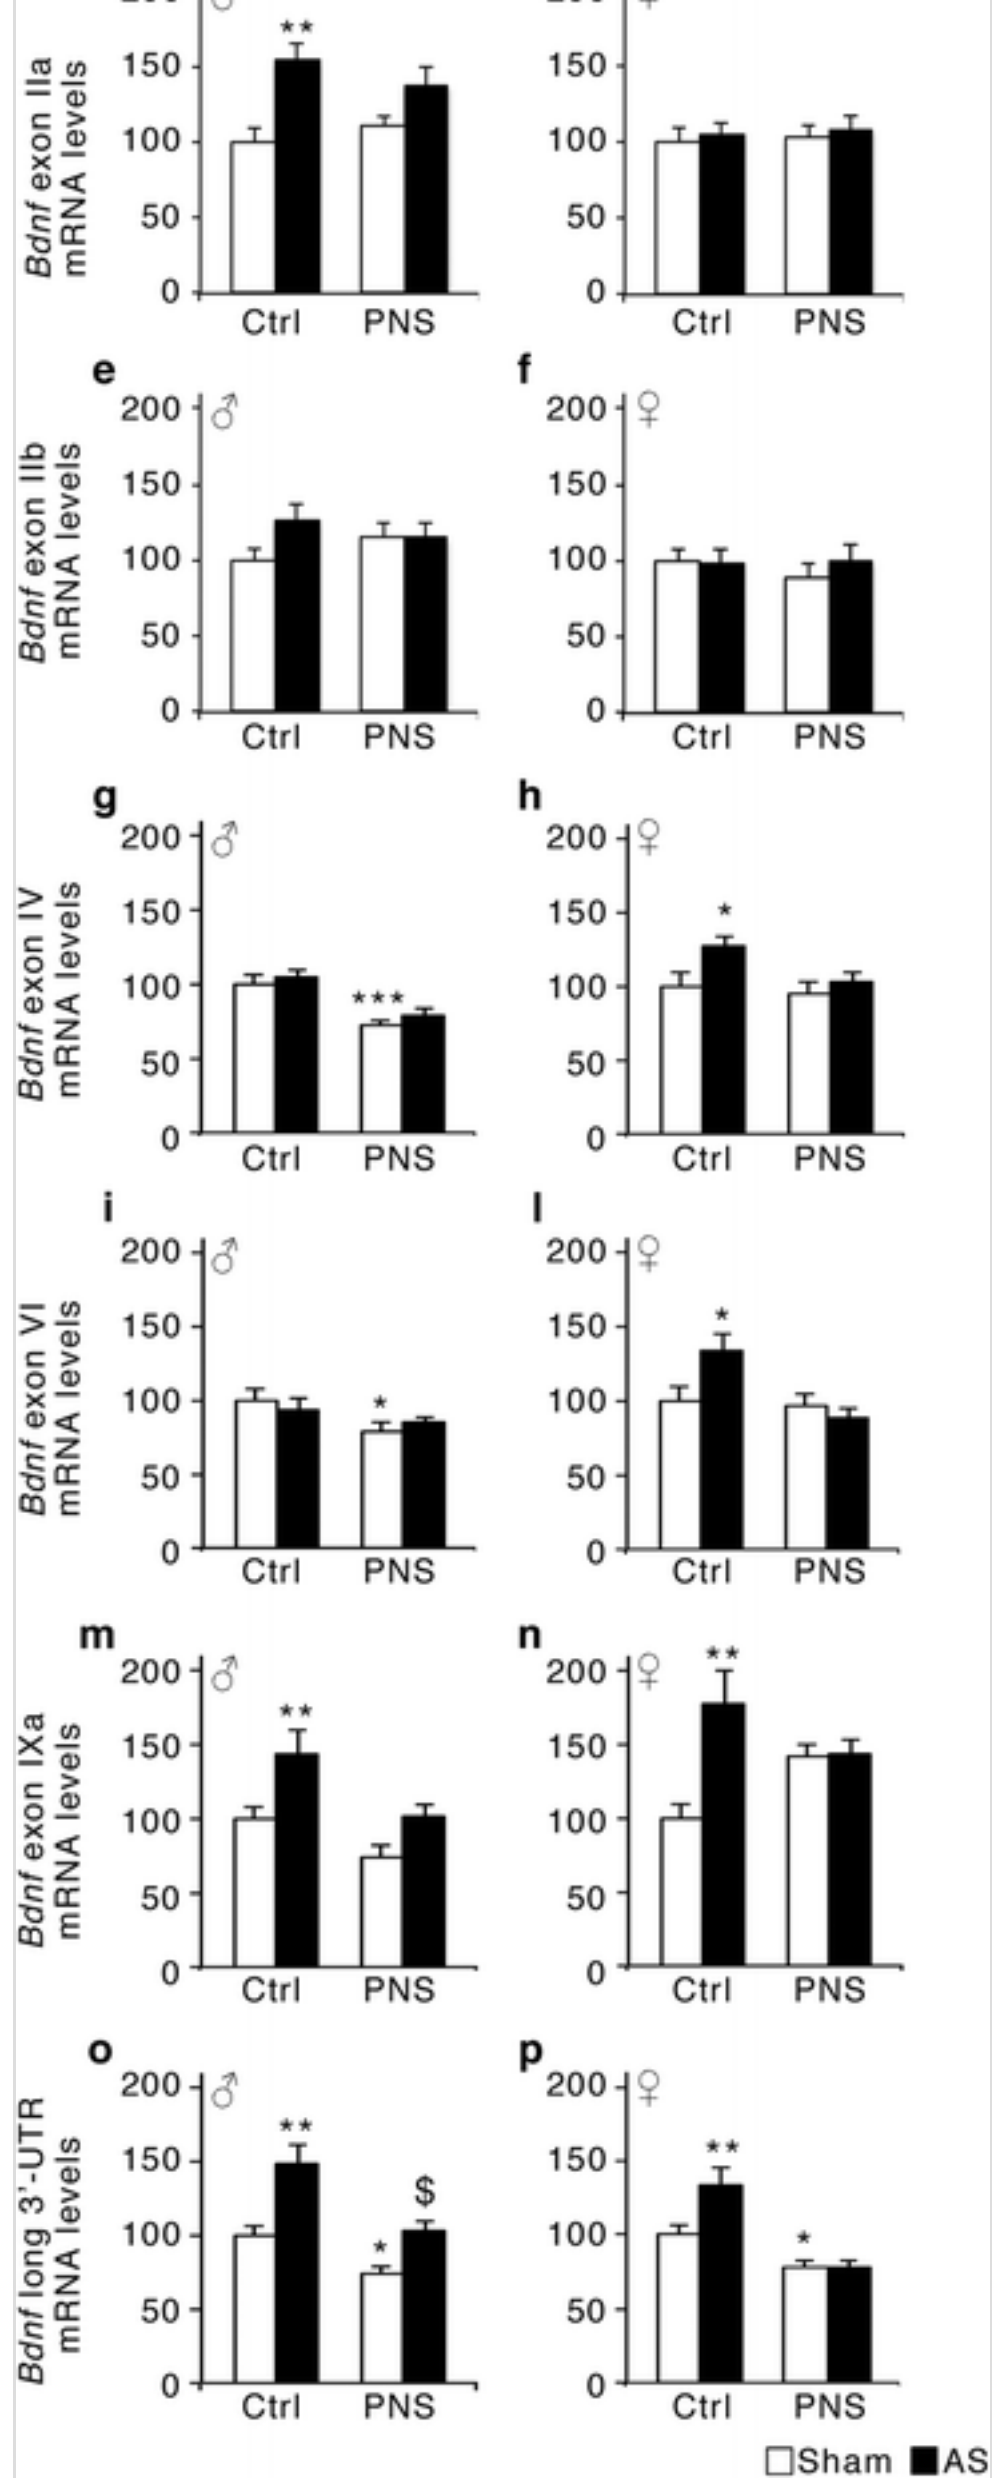 200 200
Bdnf exon IIa
mRNA levels
**
150
100
50
0
Ctrl PNS
150
100
50
0
Ctrl PNS
e
Bdnf exon IIb
mRNA levels
♂
200
150
100
50
0
Ctrl PNS
f
♀
200
150
100
50
0
Ctrl PNS
g
Bdnf exon IV
mRNA levels
♂
200
150
100
50
0
***
Ctrl PNS
h
♀
200
150
100
50
0
*
Ctrl PNS
i
Bdnf exon VI
mRNA levels
♂
200
150
100
50
0
*
Ctrl PNS
l
♀
200
150
100
50
0
*
Ctrl PNS
m
Bdnf exon IXa
mRNA levels
♂
200
150
100
50
0
**
Ctrl PNS
n
♀
200
150
100
50
0
**
Ctrl PNS
o
Bdnf long 3'-UTR
mRNA levels
♂
200
150
100
50
0
**
*
$
Ctrl PNS
p
♀
200
150
100
50
0
**
*
Ctrl PNS
Sham AS